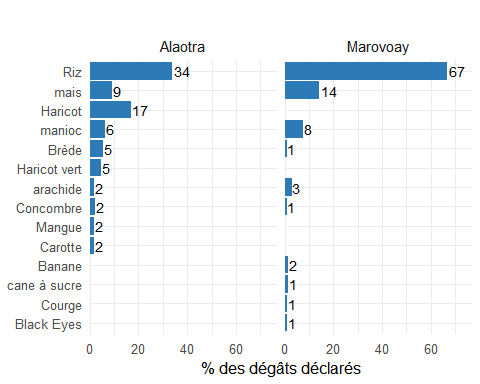 Alaotra Marovoay
Riz 34 67
mais 9 14
Haricot 17
manioc 6 8
Brède 5 1
Haricot vert 5
arachide 2 3
Concombre 2 1
Mangue 2
Carotte 2
Banane 2
cane à sucre 1
Courge 1
Black Eyes 1
0 20 40 60 0 20 40 60
% des dégâts déclarés